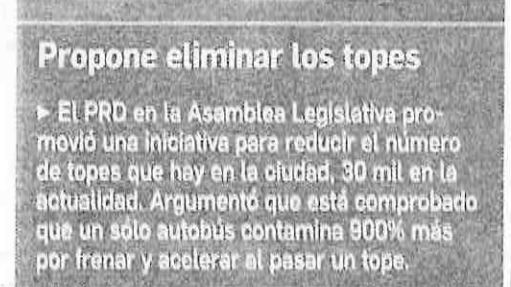 Propone eliminar los topes
► El PRD en la Asamblea Legislativa pro-
movió una iniciativa para reducir el número
de topes que hay en la ciudad, 30 mil en la
actualidad. Argumentó que está comprobado
que un solo autobús contamina 900% más
por frenar y acelerar al pasar un tope.